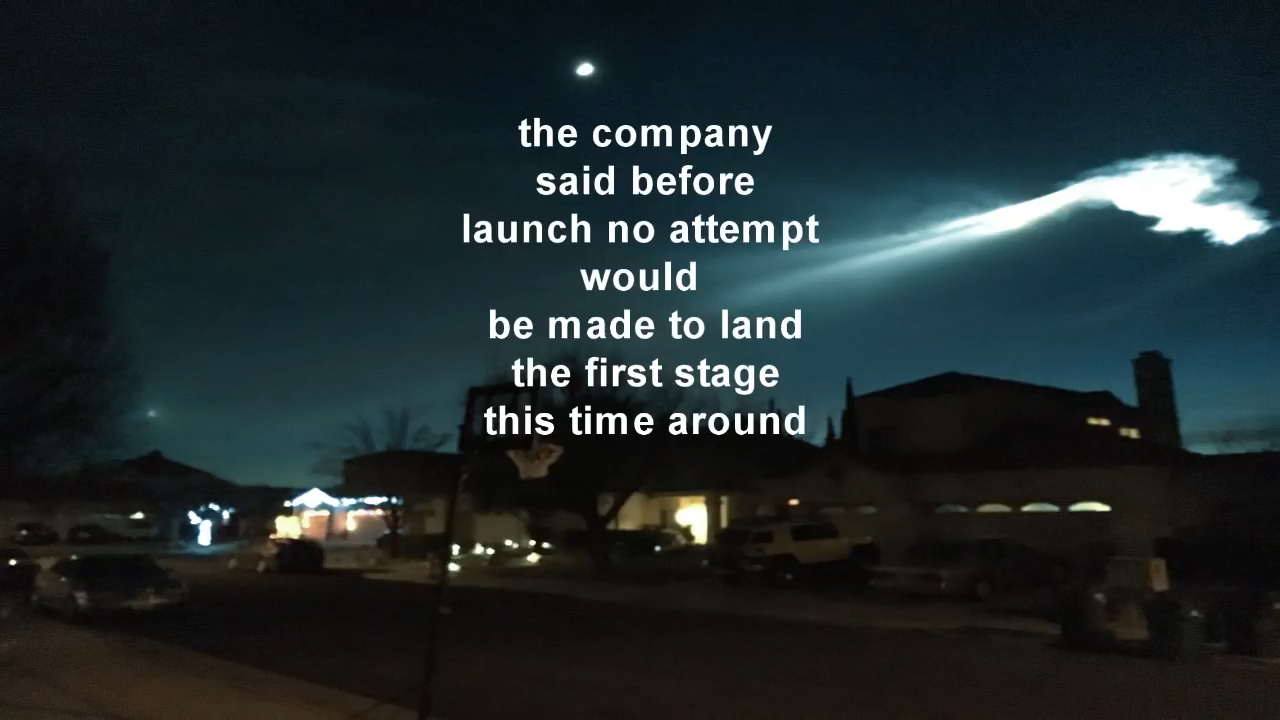 the company
said before
launch no attempt
would
be made to land
the first stage
this time around